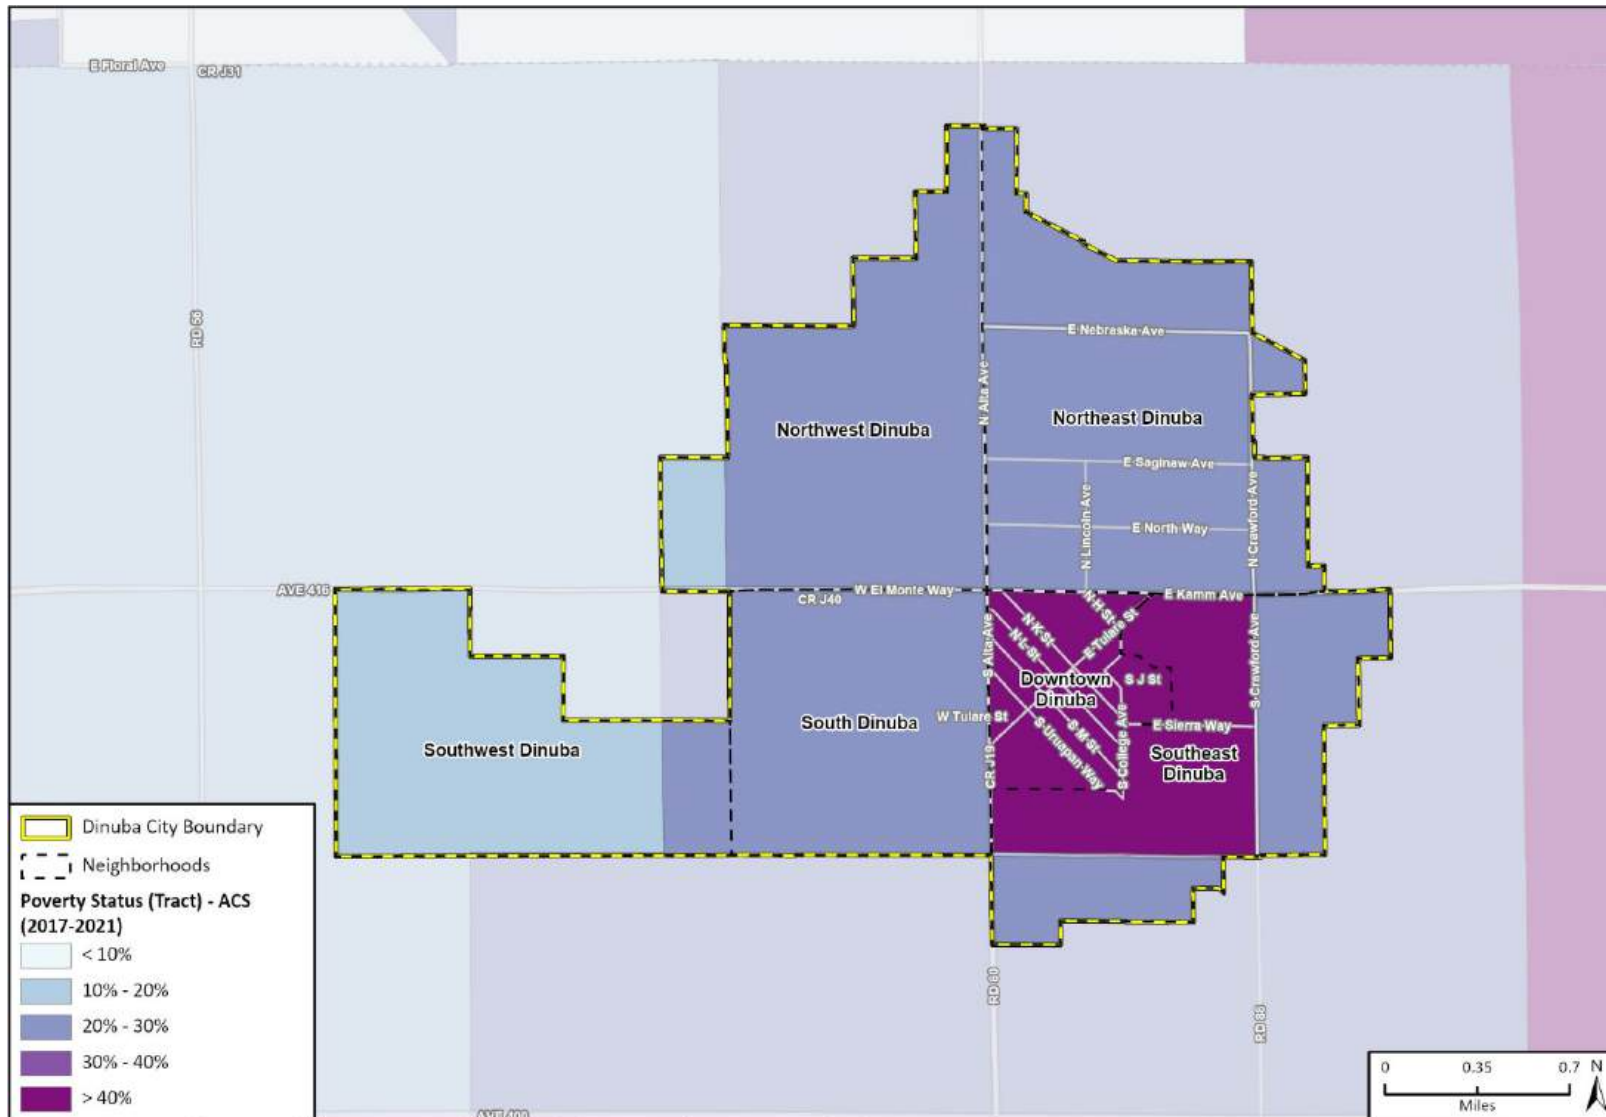 E Floral Ave
CR J31
RD 56
N Alta Ave
E Nebraska Ave
Northwest Dinuba
Northeast Dinuba
E Saginaw Ave
N Lincoln Ave
N Crawford Ave
E North Way
AVE 416
W El Monte Way
CR J40
E Kamm Ave
N H St
N K St
E Tulare St
N L St
S Alta Ave
S Crawford Ave
Downtown
Dinuba
S J St
W Tulare St
South Dinuba
E Sierra Way
Southwest Dinuba
S M St
S Uruapan Way
S College Ave
CR J19
Southeast
Dinuba
RD 80
RD 86
Dinuba City Boundary
Neighborhoods
Poverty Status (Tract) - ACS
(2017-2021)
< 10%
10% - 20%
20% - 30%
30% - 40%
> 40%
0 0.35 0.7
Miles
N